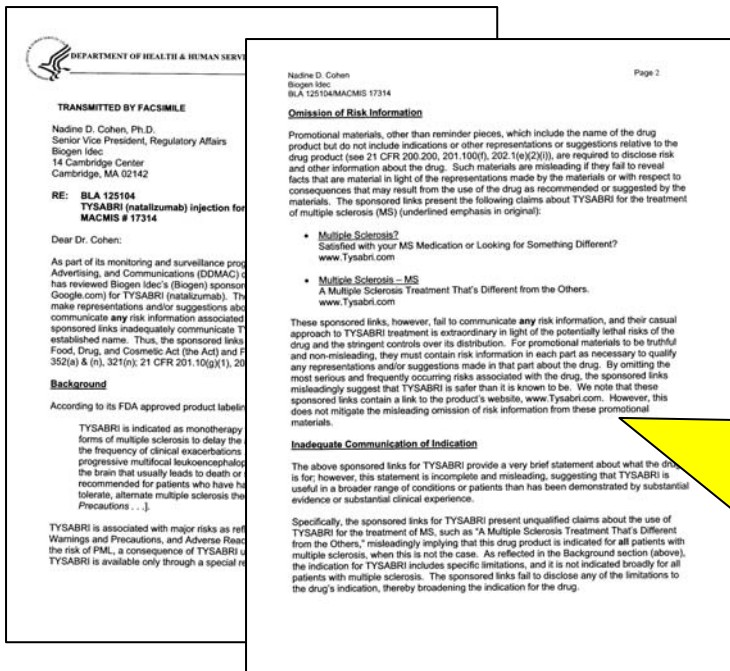 DEPARTMENT OF HEALTH & HUMAN SERV
TRANSMITTED BY FACSIMILE
Nadine D. Cohen, Ph.D.
Senior Vice President, Regulatory Affairs
Biogen Idec
14 Cambridge Center
Cambridge, MA 02142
RE: BLA 125104
TYSABRI (natalizumab) injection for
MACMIS # 17314
Dear Dr. Cohen:
As part of its monitoring and surveillance prog
Advertising, and Communications (DDMAC)
has reviewed Biogen Idec's (Biogen) sponsor
Google.com) for TYSABRI (natalizumab). Th
make representations and/or suggestions abo
communicate any risk information associated
sponsored links inadequately communicate T
established name. Thus, the sponsored links
Food, Drug, and Cosmetic Act (the Act) and F
352(a) & (n), 321(n); 21 CFR 201.10(g)(1), 20
Background
According to its FDA approved product labelin
TYSABRI is indicated as monotherapy
forms of multiple sclerosis to delay the
the frequency of clinical exacerbations
progressive multifocal leukoencephalop
the brain that usually leads to death or
recommended for patients who have ha
tolerate, alternate multiple sclerosis the
Precautions . . .].
TYSABRI is associated with major risks as ref
Warnings and Precautions, and Adverse Reac
the risk of PML, a consequence of TYSABRI u
TYSABRI is available only through a special re
Nadine D. Cohen Page 2
Biogen Idec
BLA 125104/MACMIS 17314
Omission of Risk Information
Promotional materials, other than reminder pieces, which include the name of the drug
product but do not include indications or other representations or suggestions relative to the
drug product (see 21 CFR 200.200, 201.100(f), 202.1(e)(2)(i)), are required to disclose risk
and other information about the drug. Such materials are misleading if they fail to reveal
facts that are material in light of the representations made by the materials or with respect to
consequences that may result from the use of the drug as recommended or suggested by the
materials. The sponsored links present the following claims about TYSABRI for the treatment
of multiple sclerosis (MS) (underlined emphasis in original):
• Multiple Sclerosis?
Satisfied with your MS Medication or Looking for Something Different?
www.Tysabri.com
• Multiple Sclerosis – MS
A Multiple Sclerosis Treatment That's Different from the Others.
www.Tysabri.com
These sponsored links, however, fail to communicate any risk information, and their casual
approach to TYSABRI treatment is extraordinary in light of the potentially lethal risks of the
drug and the stringent controls over its distribution. For promotional materials to be truthful
and non-misleading, they must contain risk information in each part as necessary to qualify
any representations and/or suggestions made in that part about the drug. By omitting the
most serious and frequently occurring risks associated with the drug, the sponsored links
misleadingly suggest that TYSABRI is safer than it is known to be. We note that these
sponsored links contain a link to the product's website, www.Tysabri.com. However, this
does not mitigate the misleading omission of risk information from these promotional
materials.
Inadequate Communication of Indication
The above sponsored links for TYSABRI provide a very brief statement about what the drug
is for; however, this statement is incomplete and misleading, suggesting that TYSABRI is
useful in a broader range of conditions or patients than has been demonstrated by substantial
evidence or substantial clinical experience.
Specifically, the sponsored links for TYSABRI present unqualified claims about the use of
TYSABRI for the treatment of MS, such as "A Multiple Sclerosis Treatment That's Different
from the Others," misleadingly implying that this drug product is indicated for all patients with
multiple sclerosis, when this is not the case. As reflected in the Background section (above),
the indication for TYSABRI includes specific limitations, and it is not indicated broadly for all
patients with multiple sclerosis. The sponsored links fail to disclose any of the limitations to
the drug's indication, thereby broadening the indication for the drug.